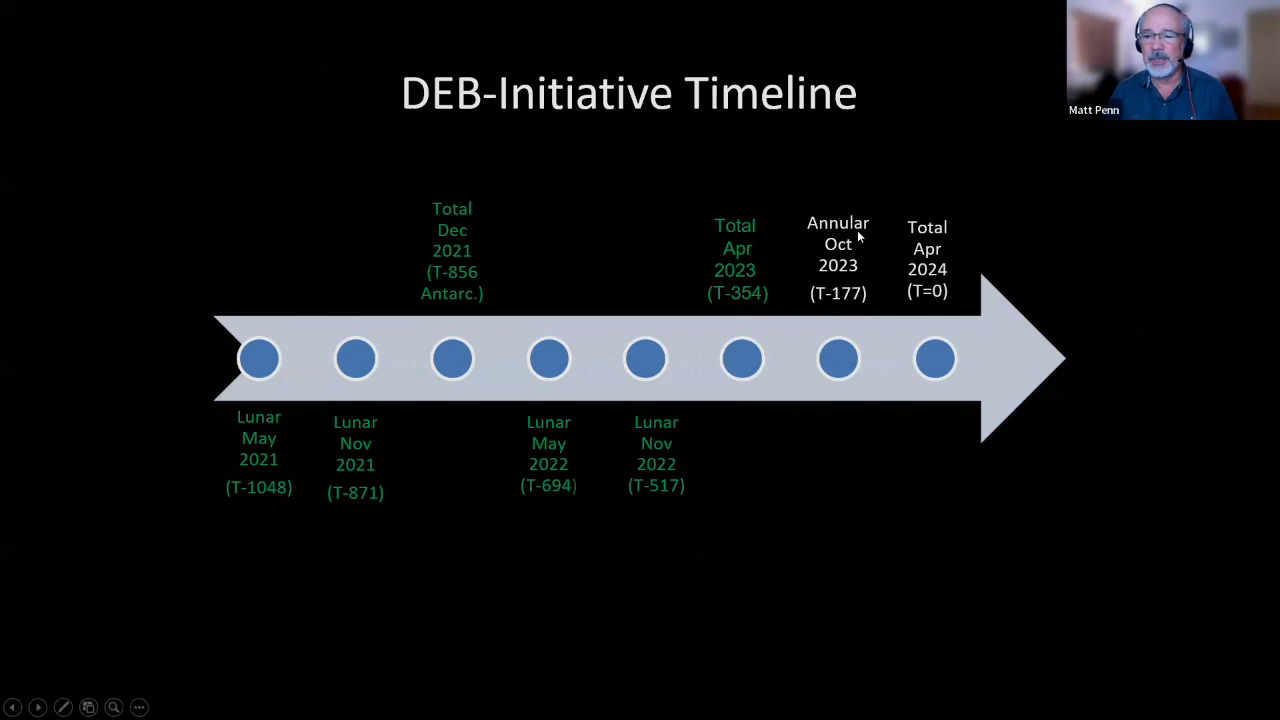 Matt Penn
DEB-Initiative Timeline
Total
Dec
2021
(T-856
Antarc.)
Total
Apr
2023
(T-354)
Annular
Oct
2023
(T-177)
Total
Apr
2024
(T=0)
Lunar
May
2021
(T-1048)
Lunar
Nov
2021
(T-871)
Lunar
May
2022
(T-694)
Lunar
Nov
2022
(T-517)